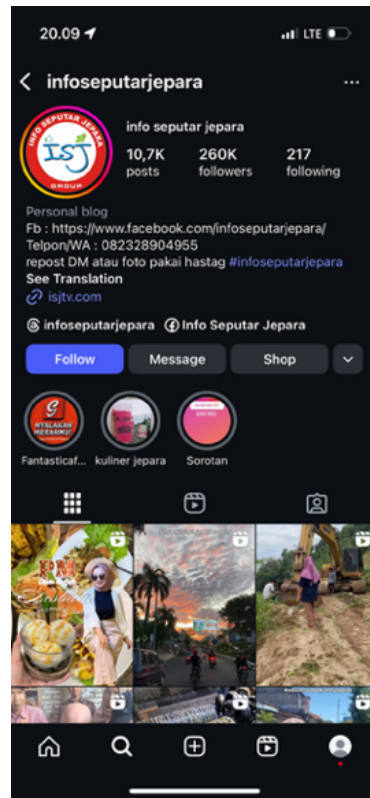 20.09
LTE
infoseputarjepara
INFO SEPUTAR JEPARA
ISJ
GROUP
info seputar jepara
10,7K 260K 217
posts followers following
Personal blog
Fb : https://www.facebook.com/infoseputarjepara/
Telpon/WA : 082328904955
repost DM atau foto pakai hastag #infoseputarjepara
See Translation
isjtv.com
infoseputarjepara Info Seputar Jepara
Follow Message Shop
NYALAKAN
MERAHMU!
Fantasticaf... kuliner jepara Sorotan